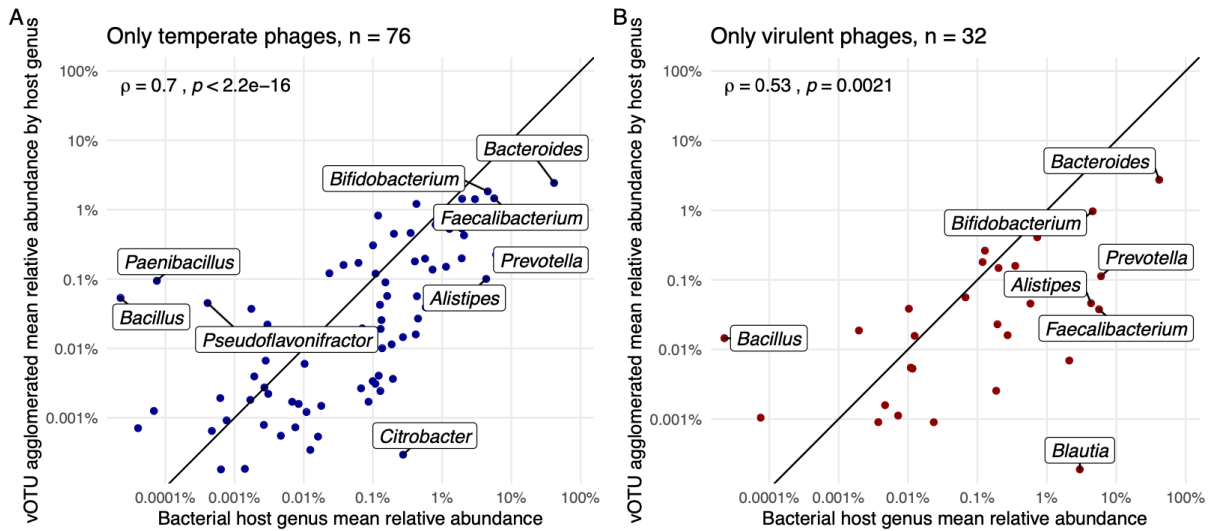 A
Only temperate phages, n = 76
vOTU agglomerated mean relative abundance by host genus
100%
10%
1%
0.1%
0.01%
0.001%
ρ = 0.7 , p < 2.2e−16
Bacteroides
Bifidobacterium
Faecalibacterium
Paenibacillus
Prevotella
Alistipes
Bacillus
Pseudoflavonifractor
Citrobacter
0.0001% 0.001% 0.01% 0.1% 1% 10% 100%
Bacterial host genus mean relative abundance
B
Only virulent phages, n = 32
vOTU agglomerated mean relative abundance by host genus
100%
10%
1%
0.1%
0.01%
0.001%
ρ = 0.53 , p = 0.0021
Bacteroides
Bifidobacterium
Prevotella
Alistipes
Faecalibacterium
Bacillus
Blautia
0.0001% 0.001% 0.01% 0.1% 1% 10% 100%
Bacterial host genus mean relative abundance